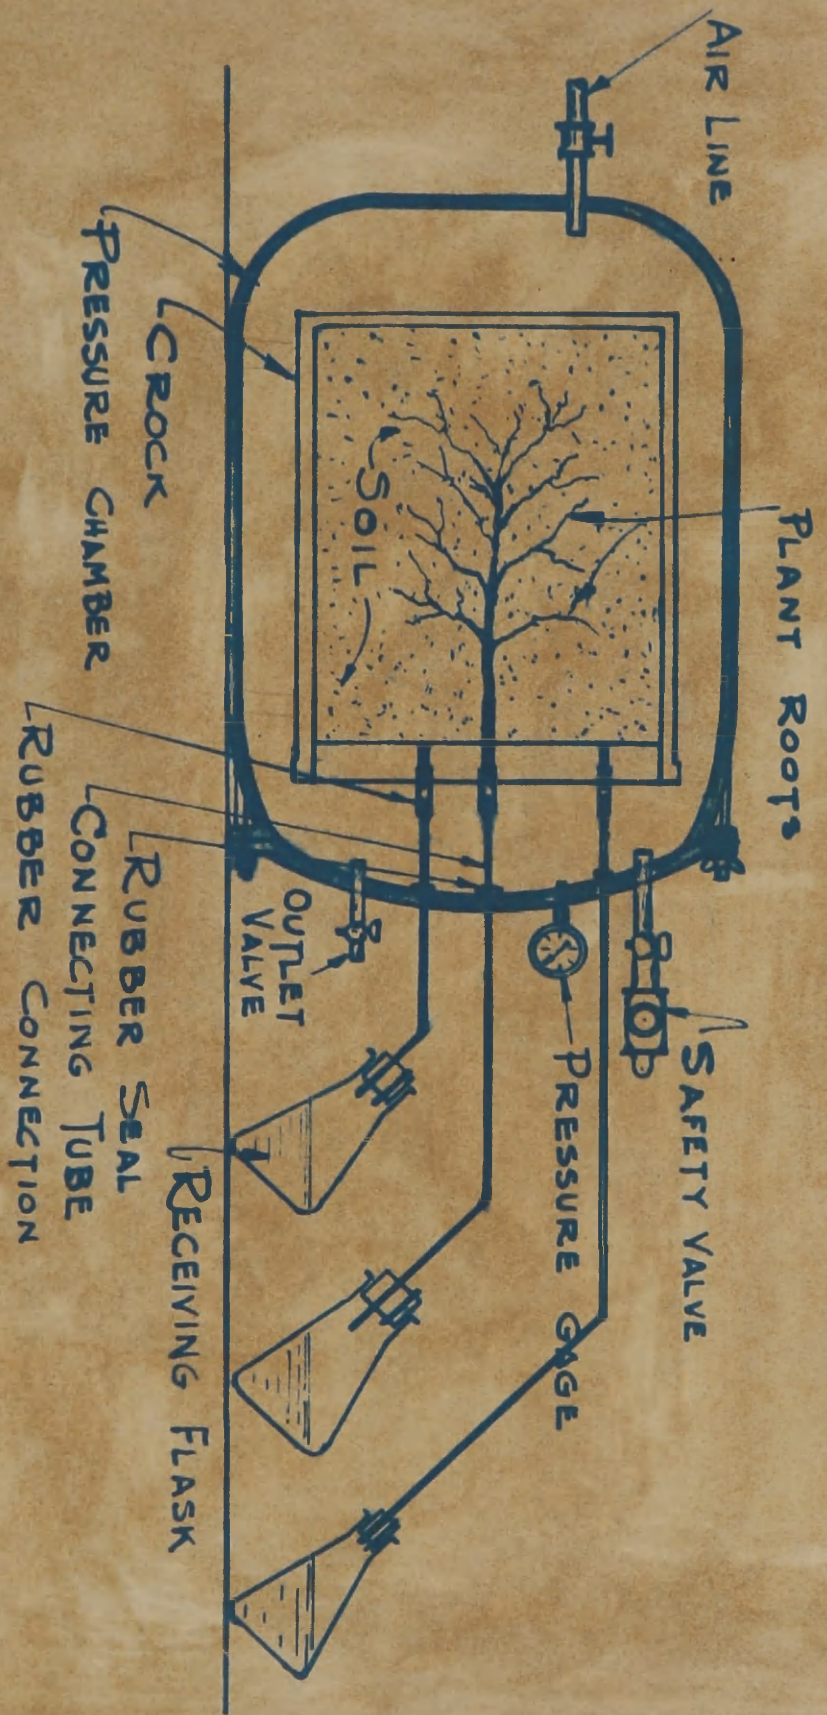 AIR LINE
PLANT ROOTS
SAFETY VALVE
PRESSURE GAGE
SOIL
OUTLET
VALVE
CROCK
PRESSURE CHAMBER
RECEIVING FLASK
RUBBER SEAL
CONNECTING TUBE
RUBBER CONNECTION